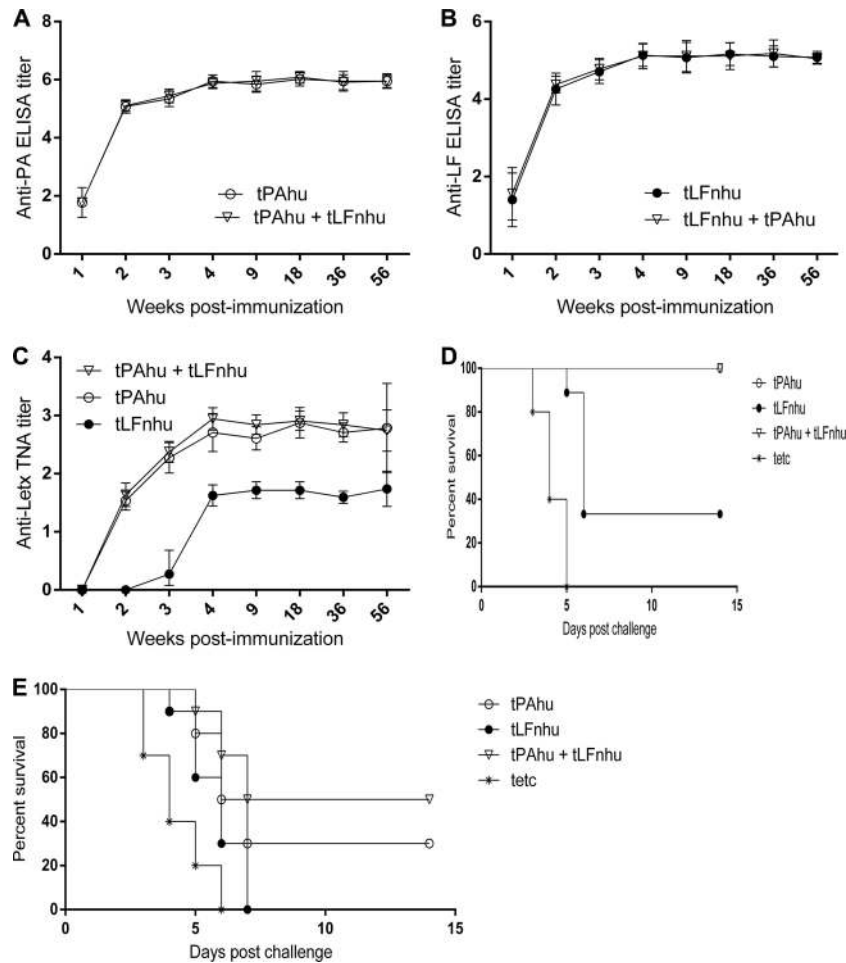 A
Anti-PA ELISA titer
8
6
4
2
0
tPAhu
tPAhu + tLFnhu
1 2 3 4 9 18 36 56
Weeks post-immunization
B
Anti-LF ELISA titer
6
4
2
0
tLFnhu
tLFnhu + tPAhu
1 2 3 4 9 18 36 56
Weeks post-immunization
C
Anti-Letx TNA titer
4
3
2
1
0
tPAhu + tLFnhu
tPAhu
tLFnhu
1 2 3 4 9 18 36 56
Weeks post-immunization
D
Percent survival
100
80
60
40
20
0
0 5 10 15
Days post challenge
tPAhu
tLFnhu
tPAhu + tLFnhu
tetc
E
Percent survival
100
80
60
40
20
0
0 5 10 15
Days post challenge
tPAhu
tLFnhu
tPAhu + tLFnhu
tetc